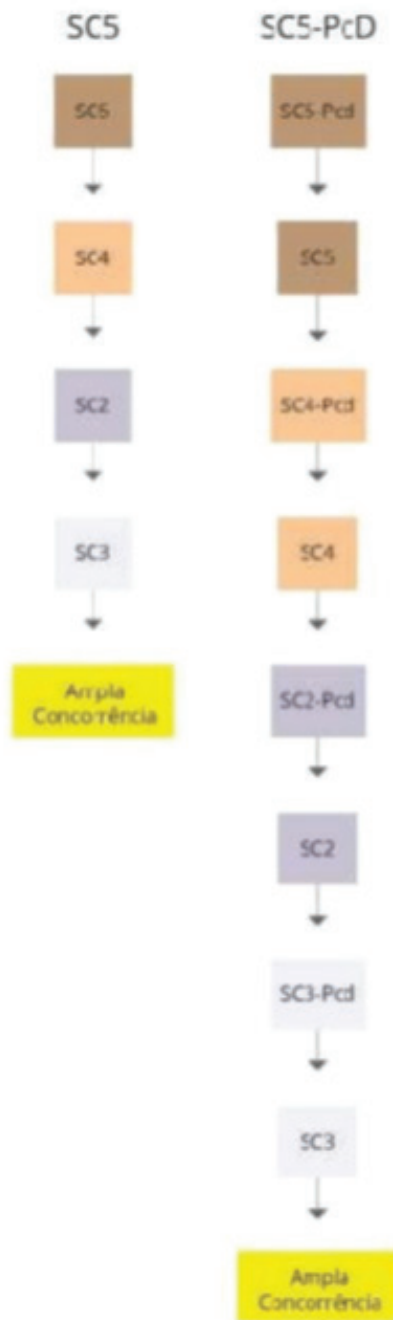 SC5
SC5
SC4
SC2
SC3
Ampla
Concorrência
SC5-PcD
SC5-Pcd
SC5
SC4-Pcd
SC4
SC2-Pcd
SC2
SC3-Pcd
SC3
Ampla
Concorrência